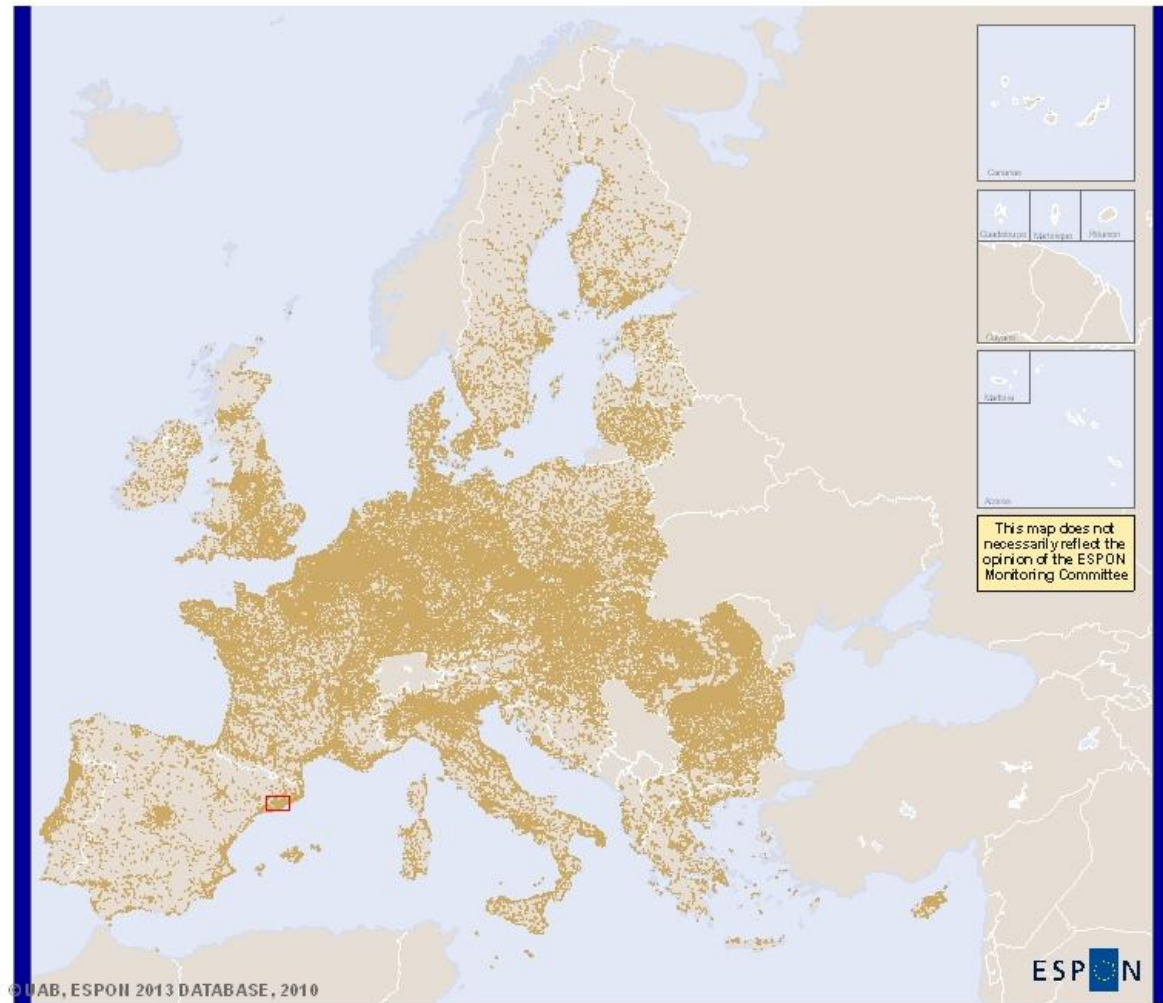 Canarias
Guadeloupe
Martinique
Réunion
Guyane
Madeira
Azores
This map does not
necessarily reflect the
opinion of the ESPON
Monitoring Committee
ESPON
© UAB, ESPON 2013 DATABASE, 2010